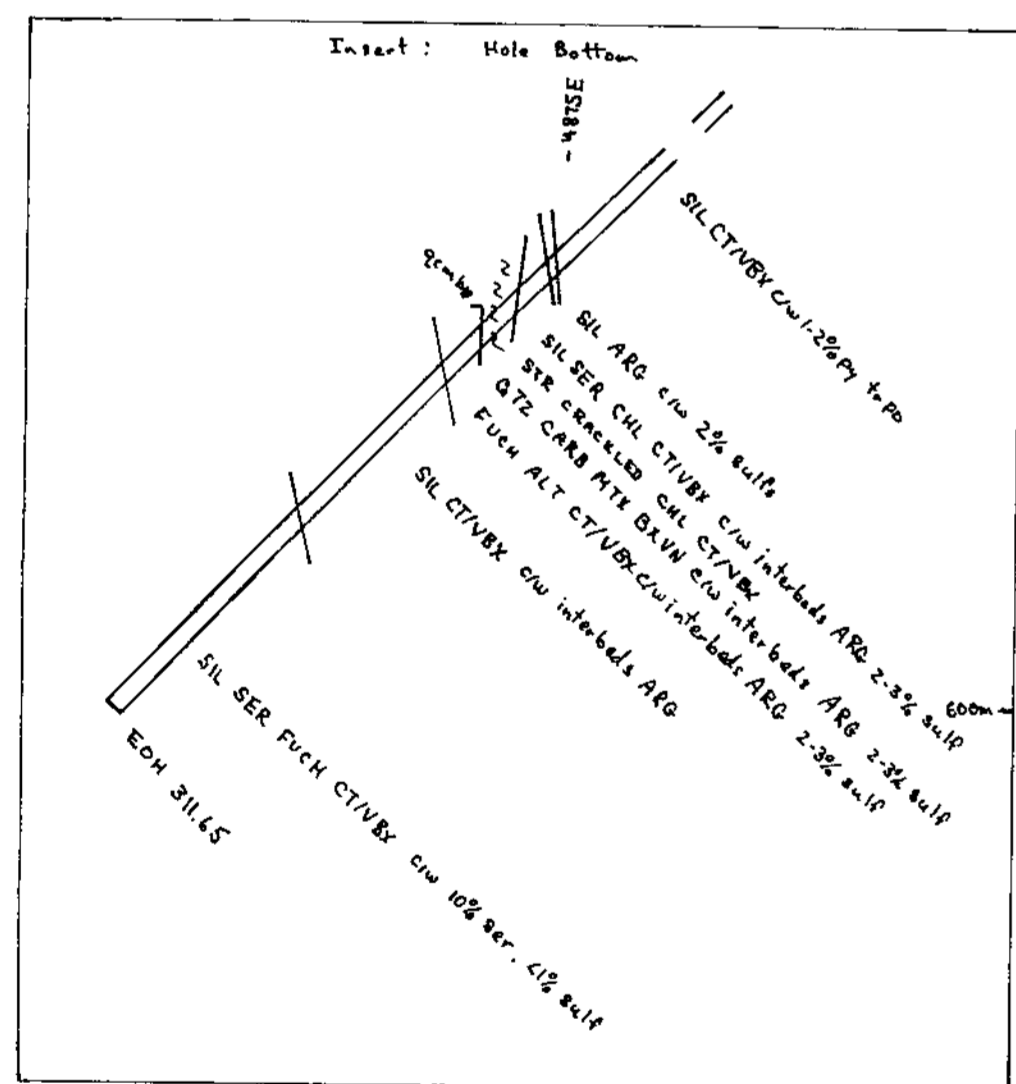 Insert : Hole Bottom
- 4875E
SIL CT/VBX c/w 1-2% py tr po
qcmbx
SIL ARG c/w 2% sulfs
SIL SER CHL CT/VBX c/w interbeds ARG 2-3% sulf
STR CRACKLED CHL CT/VBX
QTZ CARB MTX BXVN c/w interbeds ARG 2-3% sulf
FUCH ALT CT/VBX c/w interbeds ARG 2-3% sulf
SIL CT/VBX c/w interbeds ARG
600m
SIL SER FUCH CT/VBX c/w 10% ser. <1% sulf
EOH 311.65